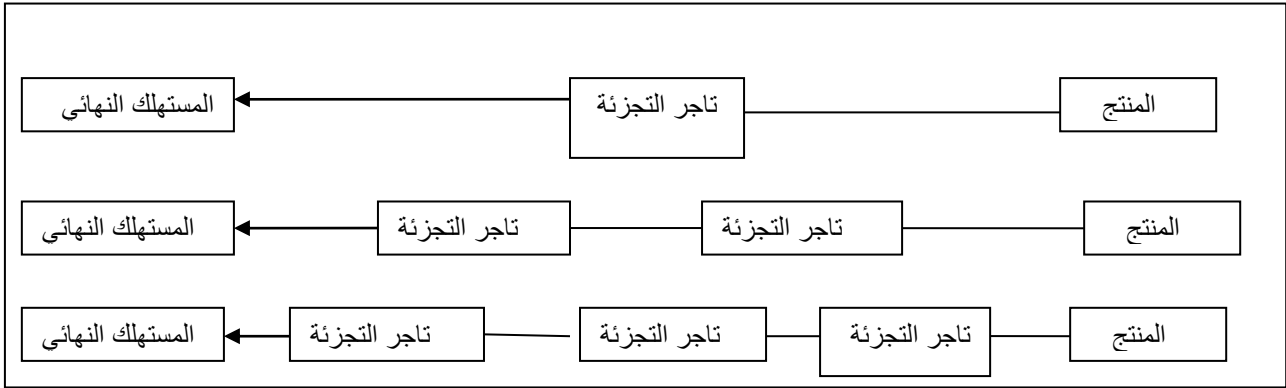 المنتج
تاجر التجزئة
المستهلك النهائي
المنتج
تاجر التجزئة
تاجر التجزئة
المستهلك النهائي
المنتج
تاجر التجزئة
تاجر التجزئة
تاجر التجزئة
المستهلك النهائي